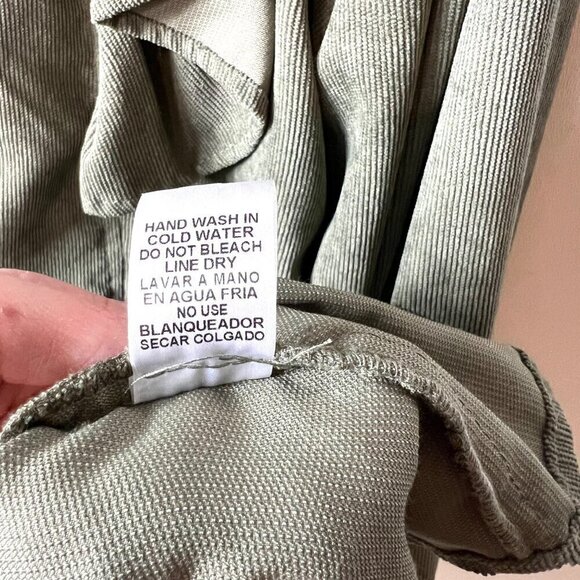 HAND WASH IN
COLD WATER
DO NOT BLEACH
LINE DRY
LAVAR A MANO
EN AGUA FRIA
NO USE
BLANQUEADOR
SECAR COLGADO